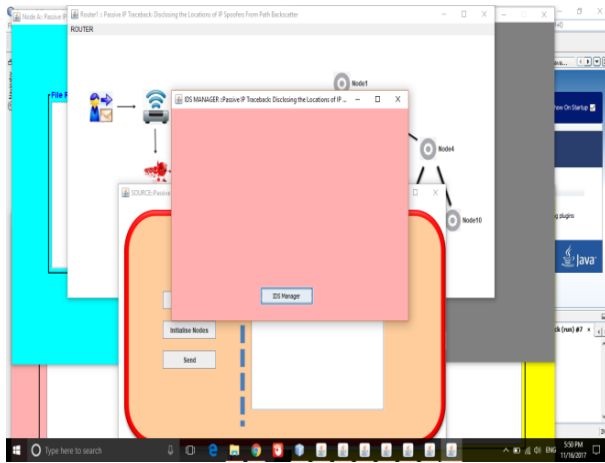 Node A:: Passive IP
Router1 :: Passive IP Traceback: Disclosing the Locations of IP Spoofers From Path Backscatter
ROUTER
File R
Node1
IDS MANAGER ::Passive IP Traceback: Disclosing the Locations of IP ...
how On Startup
Node4
SOURCE:Passive
Node10
g plugins
Java
IDS Manager
Initialise Nodes
ck (run) #7 ×
Send
Type here to search
ENG
5:50 PM
11/16/2017